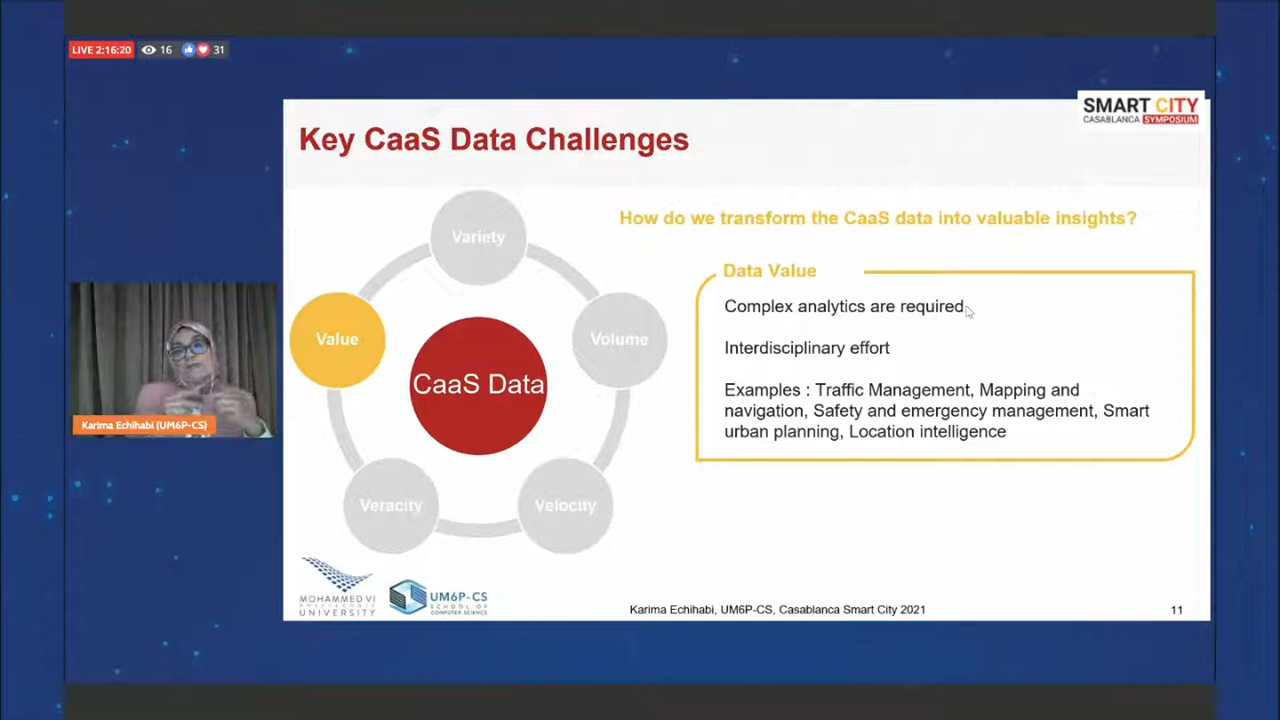 LIVE 2:16:20 16 31
SMART CITY
CASABLANCA SYMPOSIUM
Key CaaS Data Challenges
How do we transform the CaaS data into valuable insights?
Variety
Value
Volume
CaaS Data
Veracity
Velocity
Data Value
Complex analytics are required
Interdisciplinary effort
Examples : Traffic Management, Mapping and
navigation, Safety and emergency management, Smart
urban planning, Location intelligence
Karima Echihabi (UM6P-CS)
MOHAMMED VI
POLYTECHNIC
UNIVERSITY
UM6P-CS
SCHOOL OF
COMPUTER SCIENCE
Karima Echihabi, UM6P-CS, Casablanca Smart City 2021
11